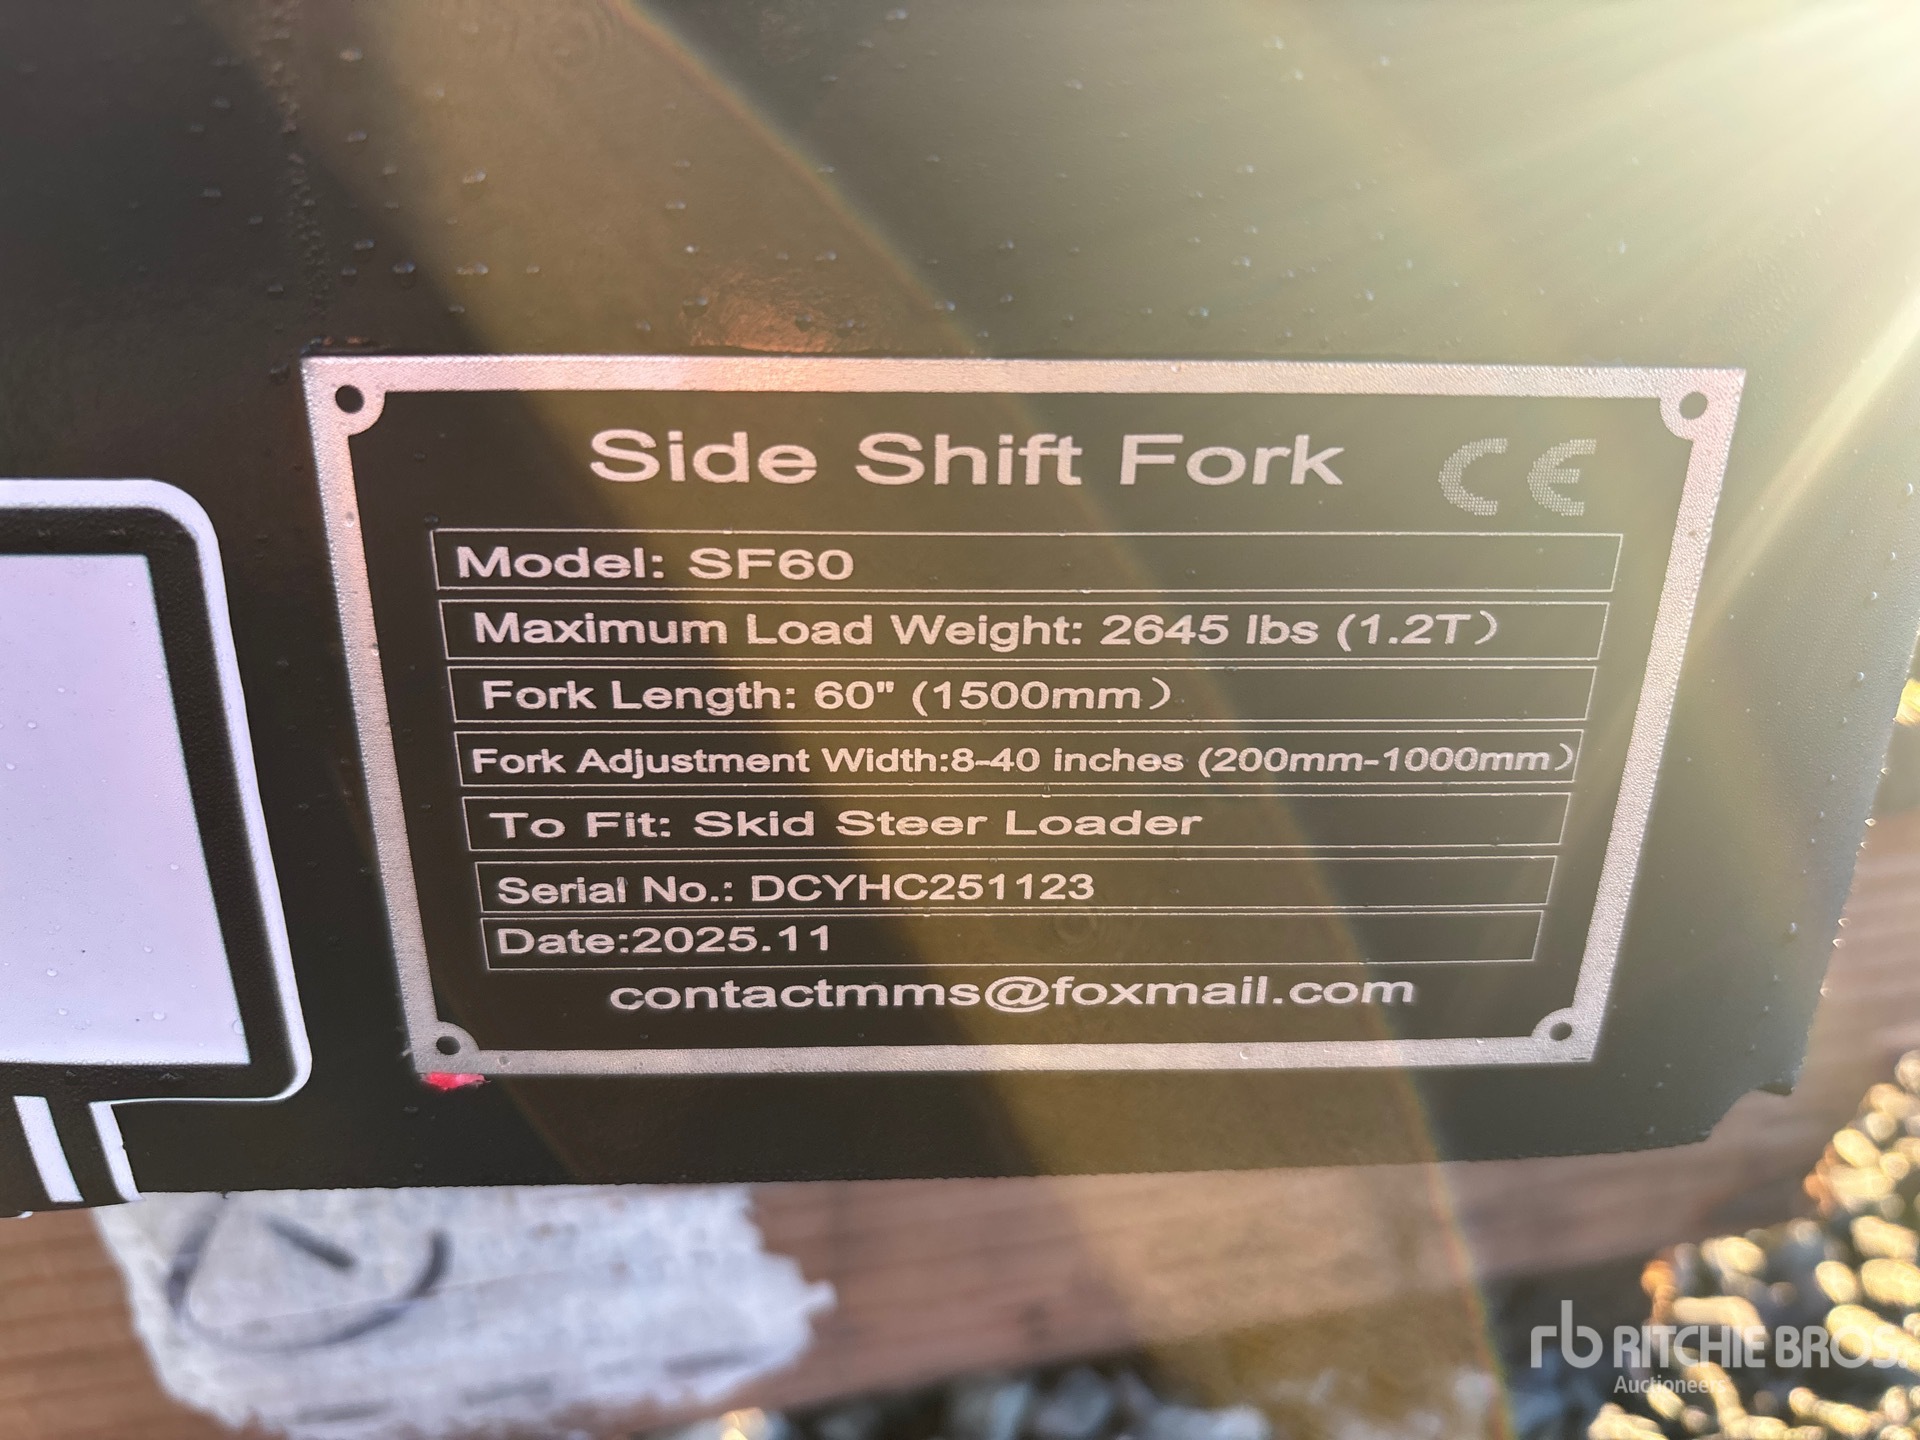 Side Shift Fork CE
Model: SF60
Maximum Load Weight: 2645 lbs (1.2T）
Fork Length: 60" (1500mm）
Fork Adjustment Width:8-40 inches (200mm-1000mm）
To Fit: Skid Steer Loader
Serial No.: DCYHC251123
Date:2025.11
contactmms@foxmail.com
rb RITCHIE BROS.
Auctioneers